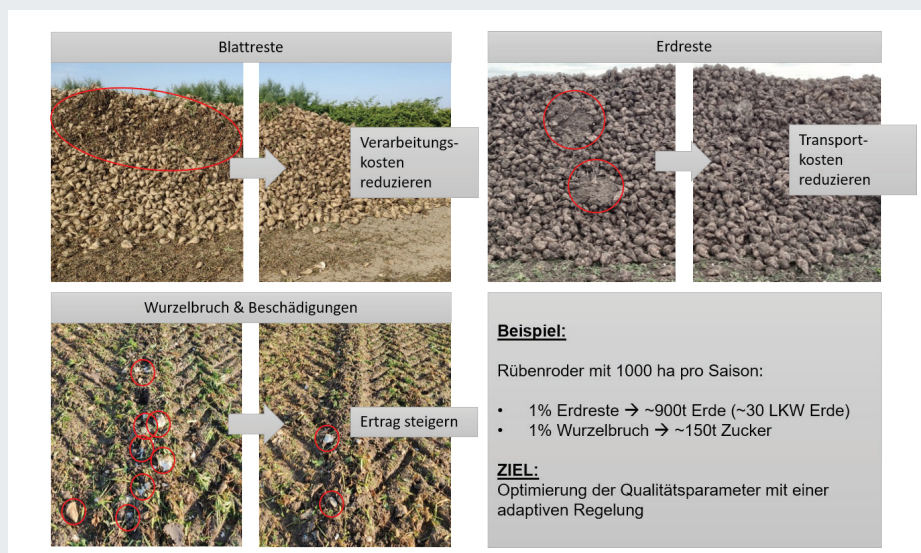 Blattreste
Verarbeitungs-
kosten
reduzieren
Erdreste
Transport-
kosten
reduzieren
Wurzelbruch & Beschädigungen
Ertrag steigern
Beispiel:
Rübenroder mit 1000 ha pro Saison:
• 1% Erdreste → ~900t Erde (~30 LKW Erde)
• 1% Wurzelbruch → ~150t Zucker
ZIEL:
Optimierung der Qualitätsparameter mit einer
adaptiven Regelung